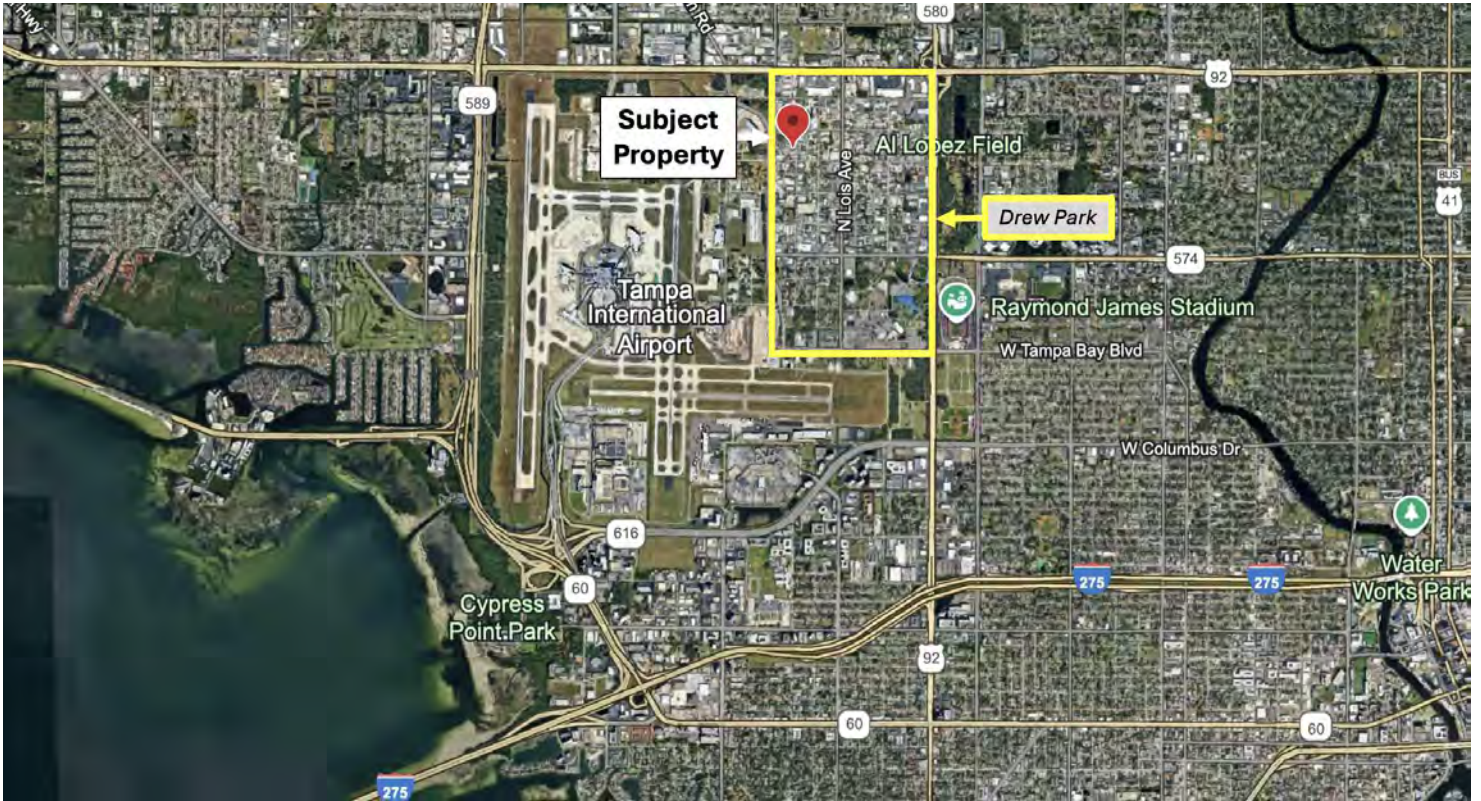 Hwy
580
92
589
Subject
Property
Al Lopez Field
N Lois Ave
BUS
41
Drew Park
574
Tampa
International
Airport
Raymond James Stadium
W Tampa Bay Blvd
W Columbus Dr
616
Water
Works Park
275
275
60
Cypress
Point Park
92
60
60
275